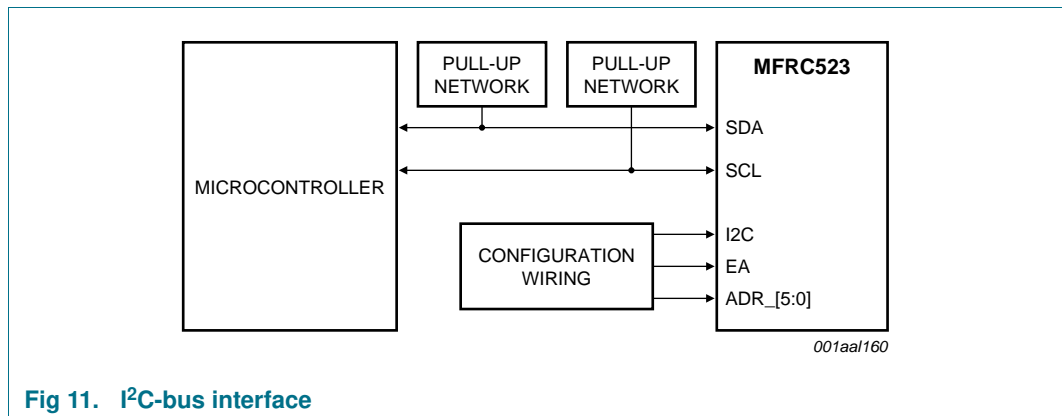 PULL-UP
NETWORK
PULL-UP
NETWORK
MFRC523
SDA
SCL
MICROCONTROLLER
I2C
CONFIGURATION
WIRING
EA
ADR_[5:0]
001aal160
Fig 11. I²C-bus interface